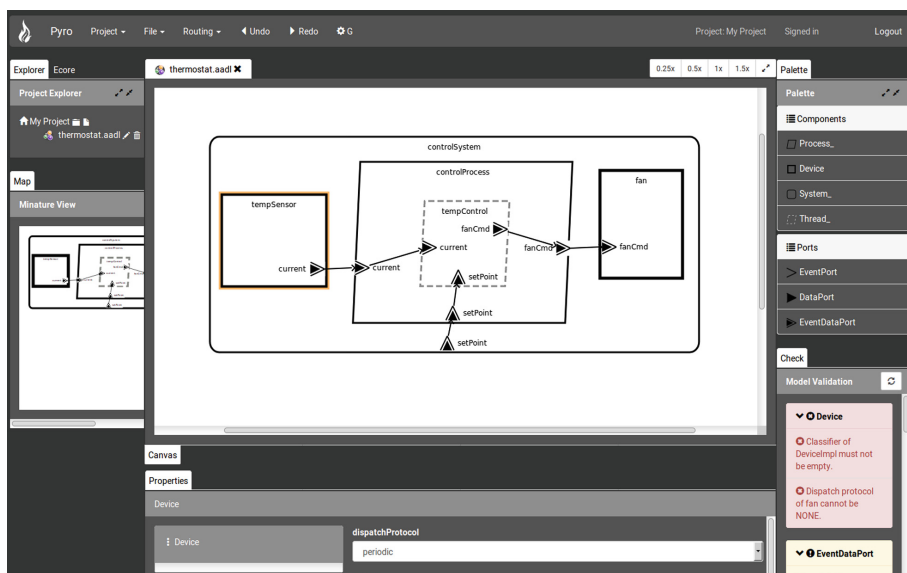 Pyro Project File Routing Undo Redo G Project: My Project Signed in Logout
Explorer Ecore
Project Explorer
My Project
thermostat.aadl
Map
Minature View
thermostat.aadl
0.25x 0.5x 1x 1.5x
controlSystem
controlProcess
tempSensor
tempControl
fan
fanCmd
current
fanCmd
fanCmd
current
current
setPoint
setPoint
setPoint
Canvas
Properties
Device
Device
dispatchProtocol
periodic
Palette
Palette
Components
Process_
Device
System_
Thread_
Ports
EventPort
DataPort
EventDataPort
Check
Model Validation
Device
Classifier of
DeviceImpl must not
be empty.
Dispatch protocol
of fan cannot be
NONE.
EventDataPort